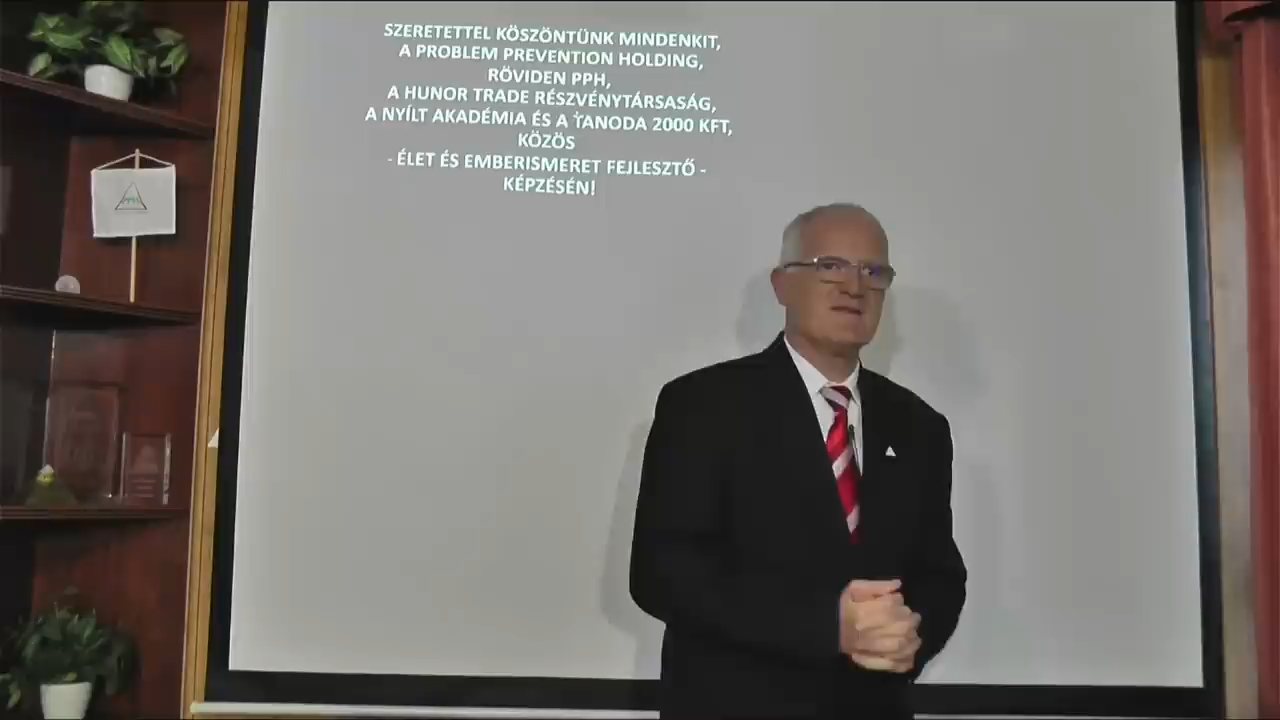 SZERETETTEL KÖSZÖNTÜNK MINDENKIT,
A PROBLEM PREVENTION HOLDING,
RÖVIDEN PPH,
A HUNOR TRADE RÉSZVÉNYTÁRSASÁG,
A NYÍLT AKADÉMIA ÉS A TANODA 2000 KFT,
KÖZÖS
- ÉLET ÉS EMBERISMERET FEJLESZTŐ -
KÉPZÉSÉN!